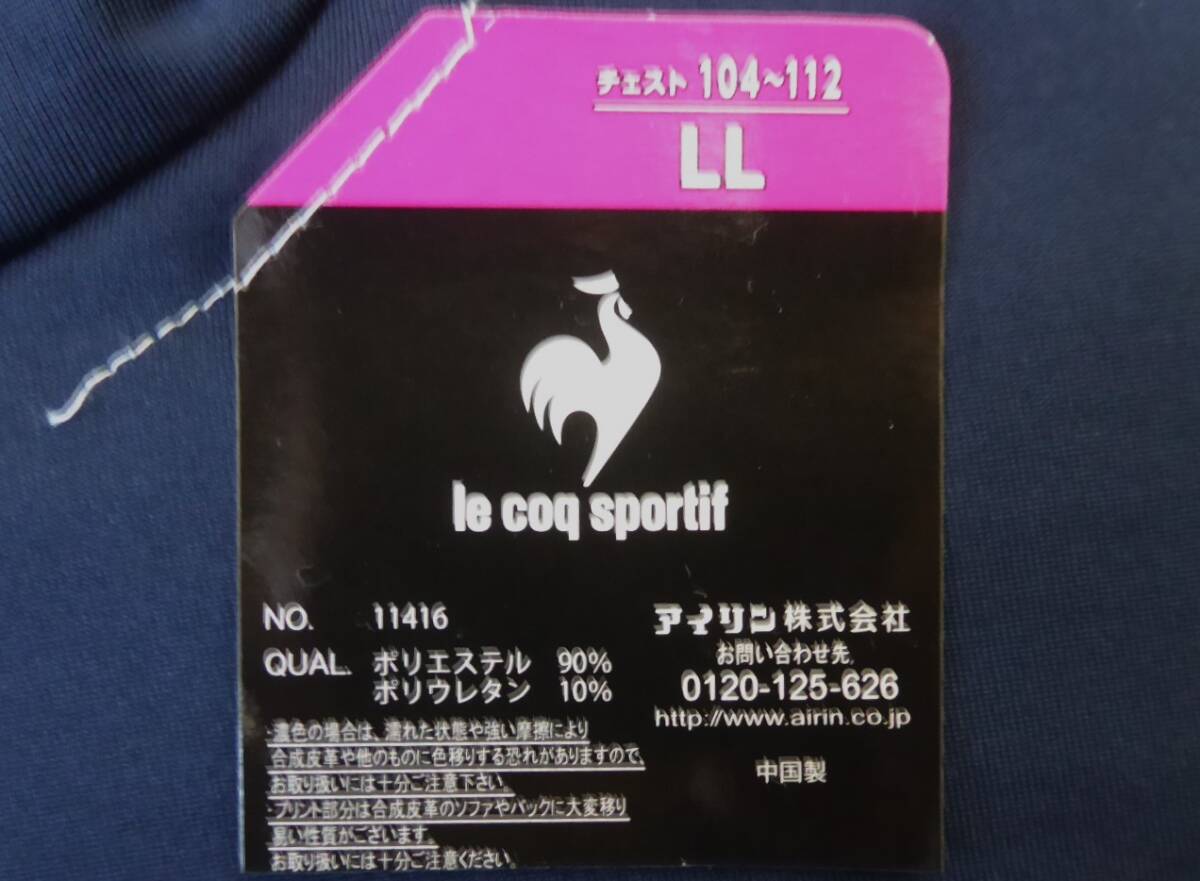 チェスト 104~112
LL
le coq sportif
NO. 11416
QUAL. ポリエステル 90%
ポリウレタン 10%
・濃色の場合は、濡れた状態や強い摩擦により
合成皮革や他のものに色移りする恐れがありますので、
お取り扱いには十分ご注意下さい。
・プリント部分は合成皮革のソファやバックに大変移り
易い性質がございます。
お取り扱いには十分ご注意ください。
アイリン株式会社
お問い合わせ先.
0120-125-626
http://www.airin.co.jp
中国製